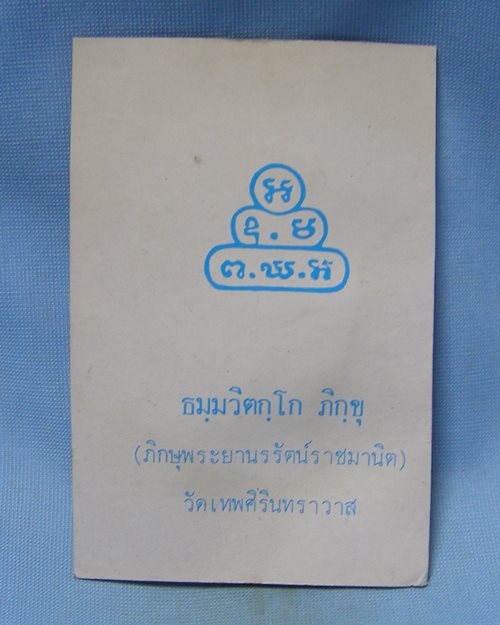 ธมฺมวิตกฺโก ภิกฺขุ
(ภิกษุพระยานรรัตน์ราชมานิต)
วัดเทพศิรินทราวาส